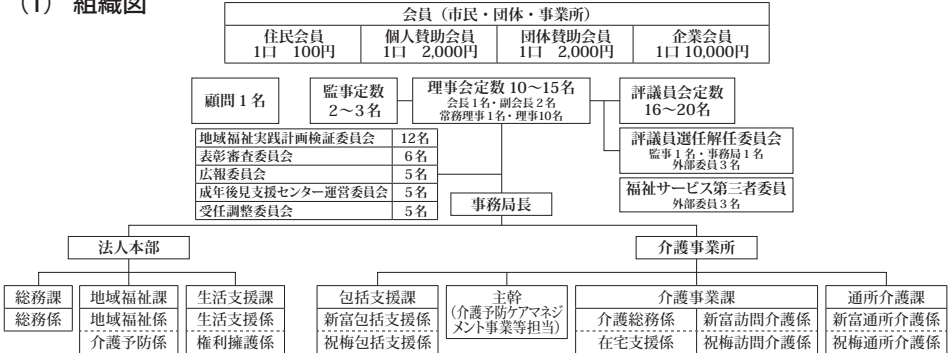 (1) 組織図
会員（市民・団体・事業所）
住民会員 個人賛助会員 団体賛助会員 企業会員
1口 100円 1口 2,000円 1口 2,000円 1口 10,000円
顧問 1 名
監事定数
2～3名
理事会定数 10～15名
会長1名・副会長2名
常務理事1名・理事10名
評議員会定数
16～20名
評議員選任解任委員会
監事1名・事務局1名
外部委員3名
福祉サービス第三者委員
外部委員3名
地域福祉実践計画検証委員会 12名
表彰審査委員会 6名
広報委員会 5名
成年後見支援センター運営委員会 5名
受任調整委員会 5名
事務局長
法人本部 介護事業所
総務課
総務係
地域福祉課
地域福祉係
介護予防係
生活支援課
生活支援係
権利擁護係
包括支援課
新富包括支援係
祝梅包括支援係
主幹
（介護予防ケアマネジ
メント事業等担当）
介護事業課
介護総務係 新富訪問介護係
在宅支援係 祝梅訪問介護係
通所介護課
新富通所介護係
祝梅通所介護係